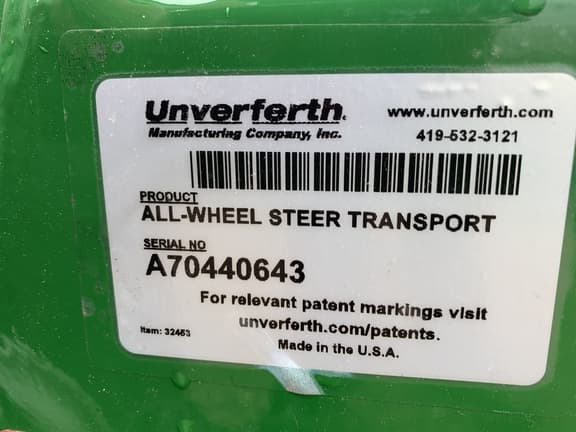 Unverferth
Manufacturing Company, Inc.
www.unverferth.com
419-532-3121
PRODUCT
ALL-WHEEL STEER TRANSPORT
SERIAL NO
A70440643
For relevant patent markings visit
unverferth.com/patents.
Item: 32453
Made in the U.S.A.